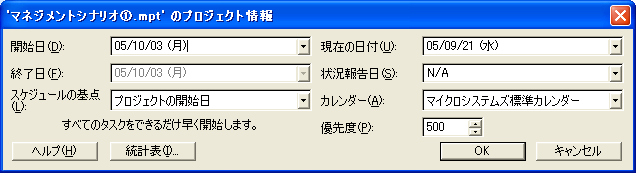 'マネジメントシナリオ①.mpt' のプロジェクト情報
開始日(D): 05/10/03 (月) 現在の日付(U): 05/09/21 (水)
終了日(F): 05/10/03 (月) 状況報告日(S): N/A
スケジュールの基点(L): プロジェクトの開始日 カレンダー(A): マイクロシステムズ標準カレンダー
すべてのタスクをできるだけ早く開始します。 優先度(P): 500
ヘルプ(H) 統計表(I)... OK キャンセル